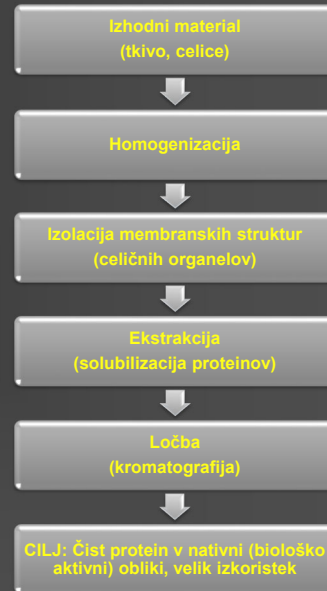 Izhodni material
(tkivo, celice)
Homogenizacija
Izolacija membranskih struktur
(celičnih organelov)
Ekstrakcija
(solubilizacija proteinov)
Ločba
(kromatografija)
CILJ: Čist protein v nativni (biološko
aktivni) obliki, velik izkoristek